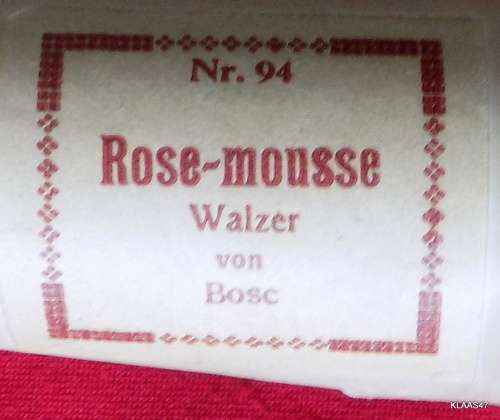 Nr. 94
Rose-mousse
Walzer
von
Bosc
KLAAS47